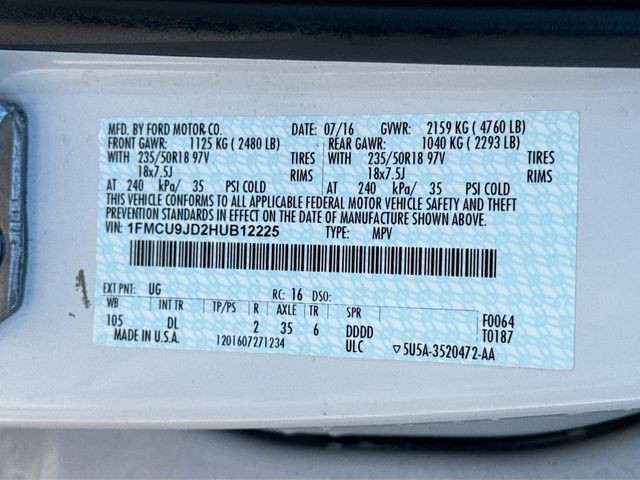 MFD. BY FORD MOTOR CO. DATE: 07/16 GVWR: 2159 KG ( 4760 LB)
FRONT GAWR: 1125 KG ( 2480 LB) REAR GAWR: 1040 KG ( 2293 LB)
WITH 235/50R18 97V TIRES WITH 235/50R18 97V TIRES
18x7.5J RIMS 18x7.5J RIMS
AT 240 kPa/ 35 PSI COLD AT 240 kPa/ 35 PSI COLD
THIS VEHICLE CONFORMS TO ALL APPLICABLE FEDERAL MOTOR VEHICLE SAFETY AND THEFT
PREVENTION STANDARDS IN EFFECT ON THE DATE OF MANUFACTURE SHOWN ABOVE.
VIN: 1FMCU9JD2HUB12225 TYPE: MPV
EXT PNT: UG RC: 16 DSO:
WB INT TR TP/PS R AXLE TR SPR F0064
105 DL 2 35 6 DDDD T0187
MADE IN U.S.A. 1201607271234 ULC ▽5U5A-3520472-AA